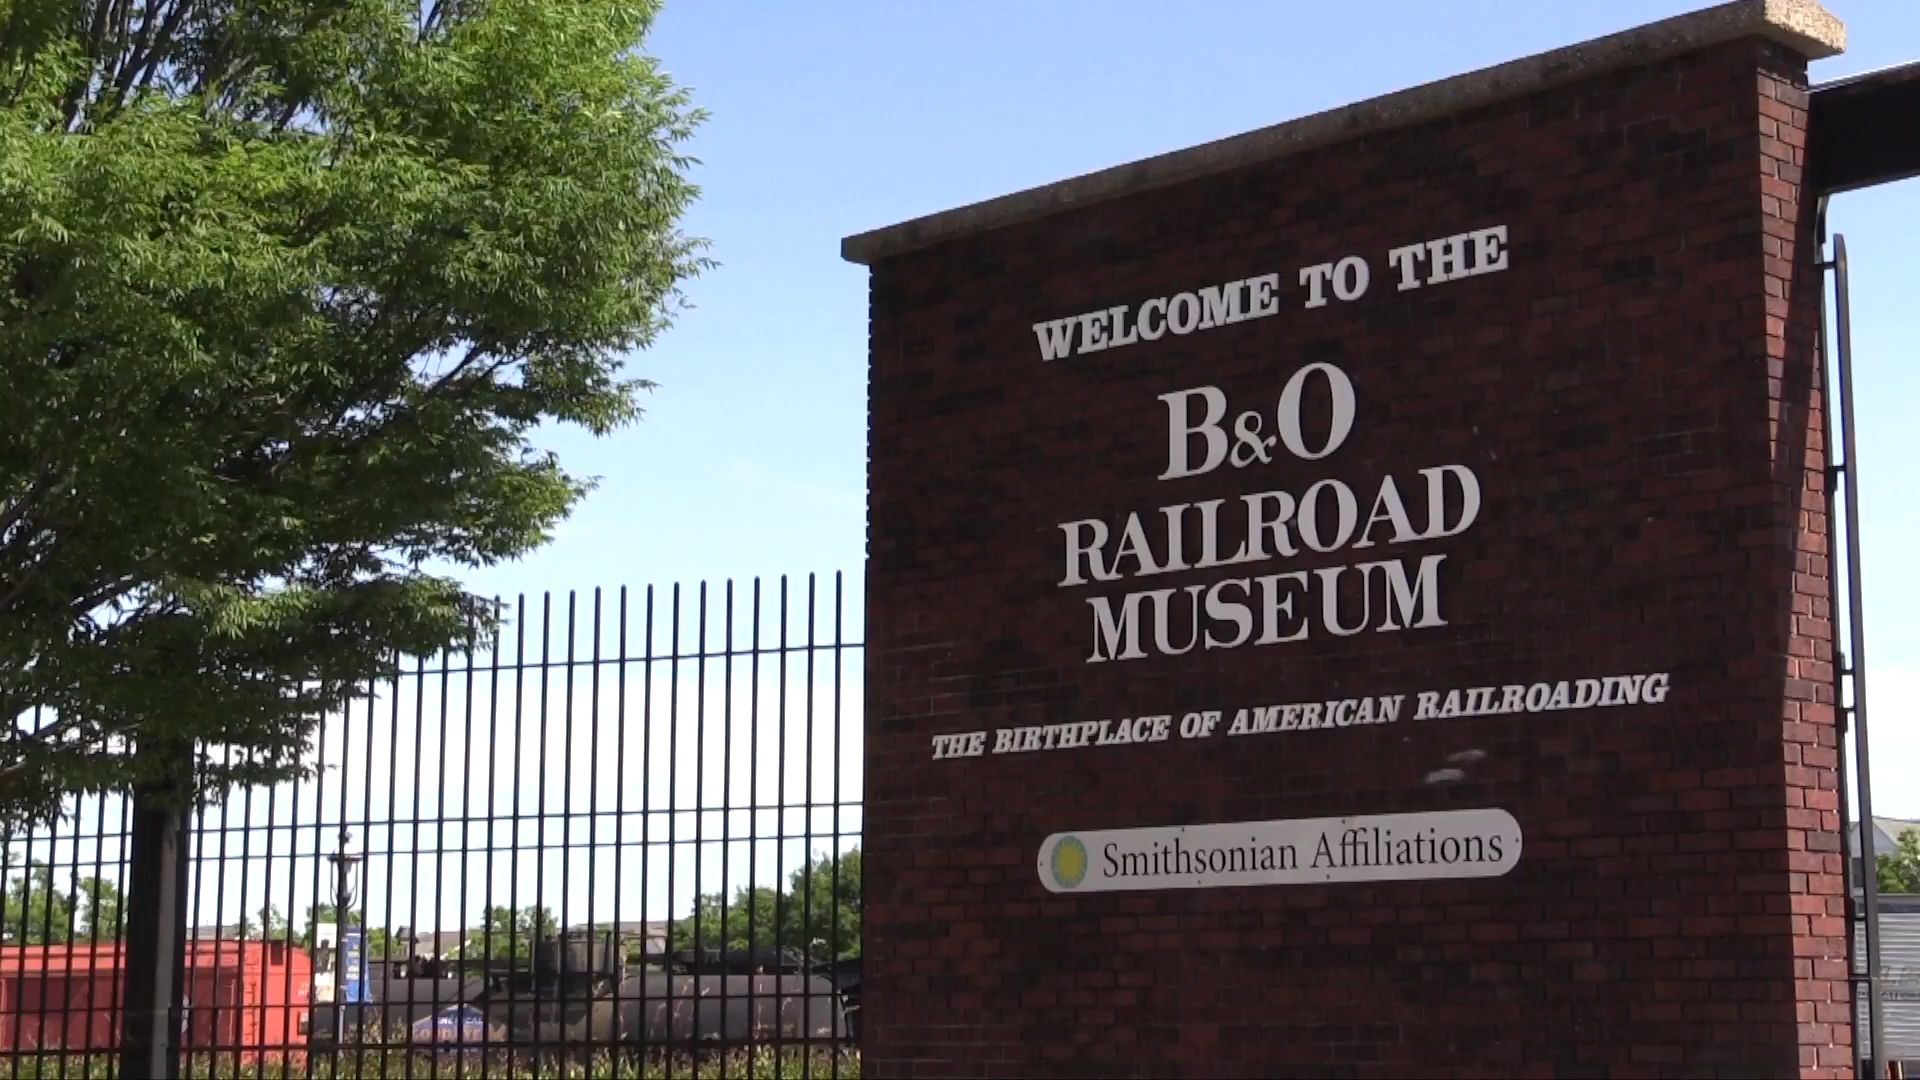 WELCOME TO THE
B&O
RAILROAD
MUSEUM
THE BIRTHPLACE OF AMERICAN RAILROADING
Smithsonian Affiliations